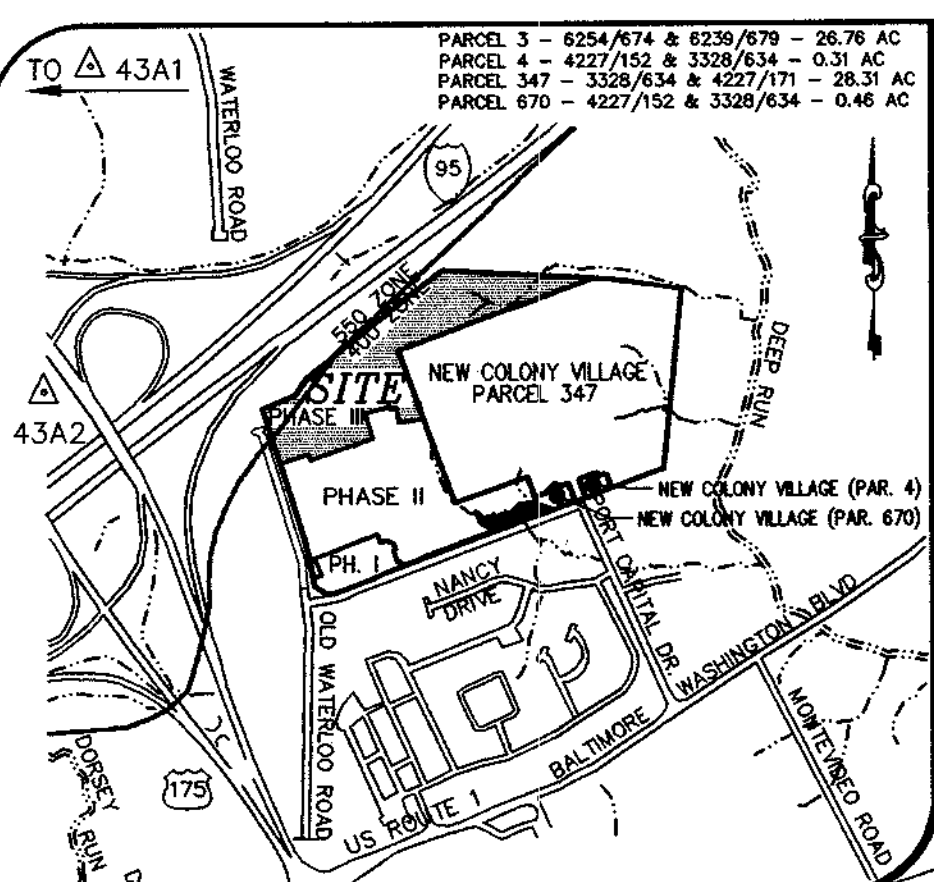 PARCEL 3 - 6254/674 & 6239/679 - 26.76 AC
PARCEL 4 - 4227/152 & 3328/634 - 0.31 AC
PARCEL 347 - 3328/634 & 4227/171 - 28.31 AC
PARCEL 670 - 4227/152 & 3328/634 - 0.46 AC
TO △ 43A1
WATERLOO ROAD
95
550 ZONE
400 ZONE
SITE
NEW COLONY VILLAGE
PARCEL 347
DEEP RUN
43A2
PHASE III
PHASE II
PH. I
NEW COLONY VILLAGE (PAR. 4)
NEW COLONY VILLAGE (PAR. 670)
PORT CAPITAL DR
NANCY
DRIVE
OLD WATERLOO ROAD
BALTIMORE WASHINGTON BLVD
MONTEVIDEO ROAD
US ROUTE 1
175
DORSEY RUN
D